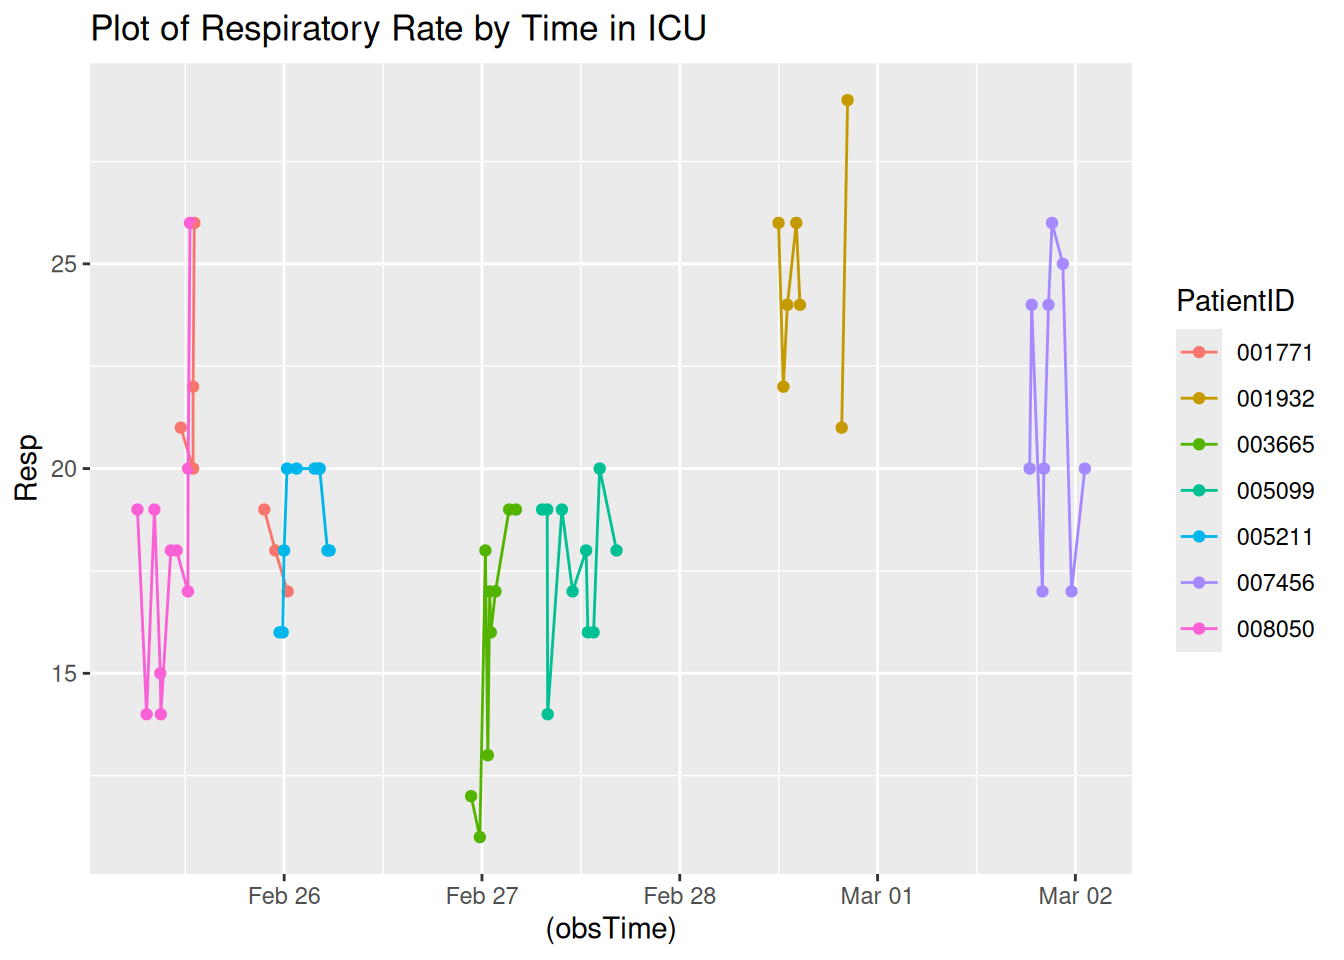 Plot of Respiratory Rate by Time in ICU
Resp
25
20
15
Feb 26
Feb 27
Feb 28
Mar 01
Mar 02
(obsTime)
PatientID
001771
001932
003665
005099
005211
007456
008050